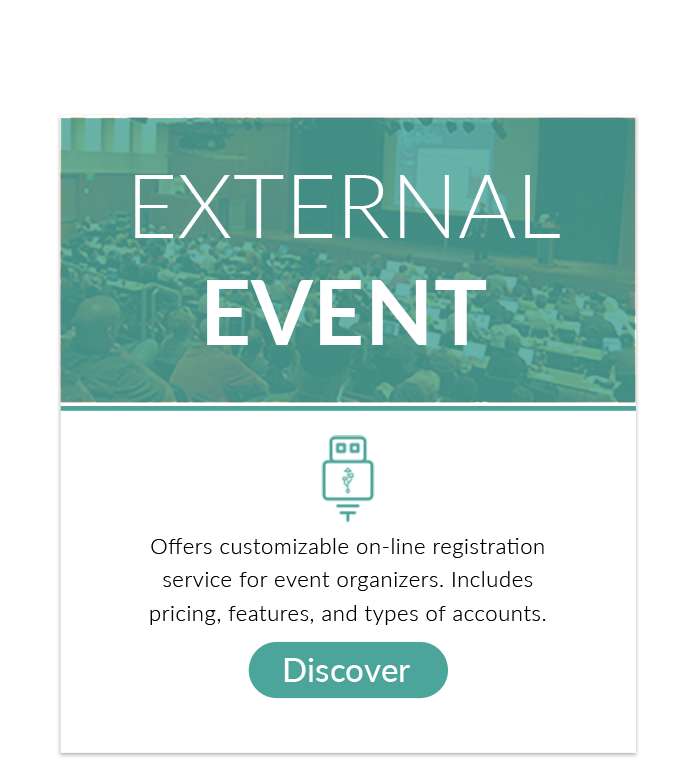 EXTERNAL
EVENT
Offers customizable on-line registration
service for event organizers. Includes
pricing, features, and types of accounts.
Discover